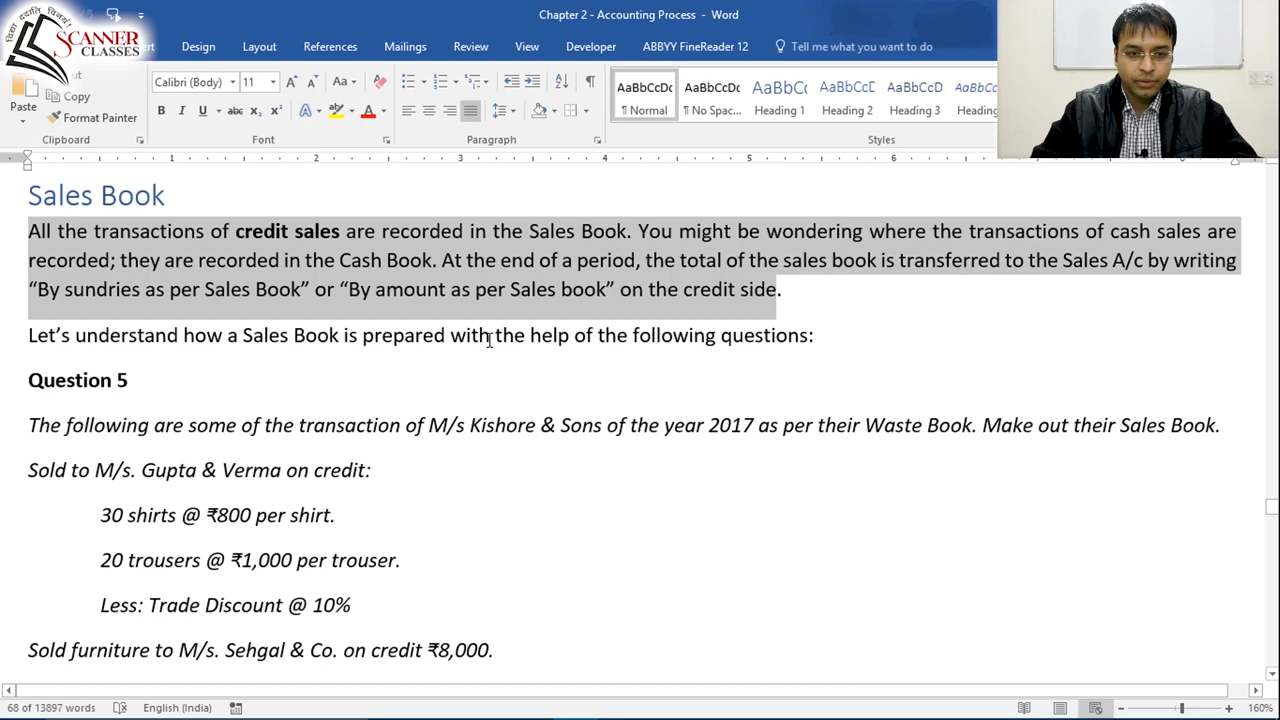 विद्या ददाति विनयं
SCANNER
CLASSES
Chapter 2 - Accounting Process - Word
Design Layout References Mailings Review View Developer ABBYY FineReader 12 Tell me what you want to do
Paste
Copy
Format Painter
Clipboard
Calibri (Body) 11
Font
Paragraph
AaBbCcDc AaBbCcDc AaBbCc AaBbCcD AaBbCcD AaBbCcD
¶ Normal ¶ No Spac... Heading 1 Heading 2 Heading 3 Heading
Styles
1 2 3 4 5
Sales Book
All the transactions of credit sales are recorded in the Sales Book. You might be wondering where the transactions of cash sales are
recorded; they are recorded in the Cash Book. At the end of a period, the total of the sales book is transferred to the Sales A/c by writing
“By sundries as per Sales Book” or “By amount as per Sales book” on the credit side.
Let’s understand how a Sales Book is prepared with the help of the following questions:
Question 5
The following are some of the transaction of M/s Kishore & Sons of the year 2017 as per their Waste Book. Make out their Sales Book.
Sold to M/s. Gupta & Verma on credit:
30 shirts @ ₹800 per shirt.
20 trousers @ ₹1,000 per trouser.
Less: Trade Discount @ 10%
Sold furniture to M/s. Sehgal & Co. on credit ₹8,000.
68 of 13897 words English (India) 160%